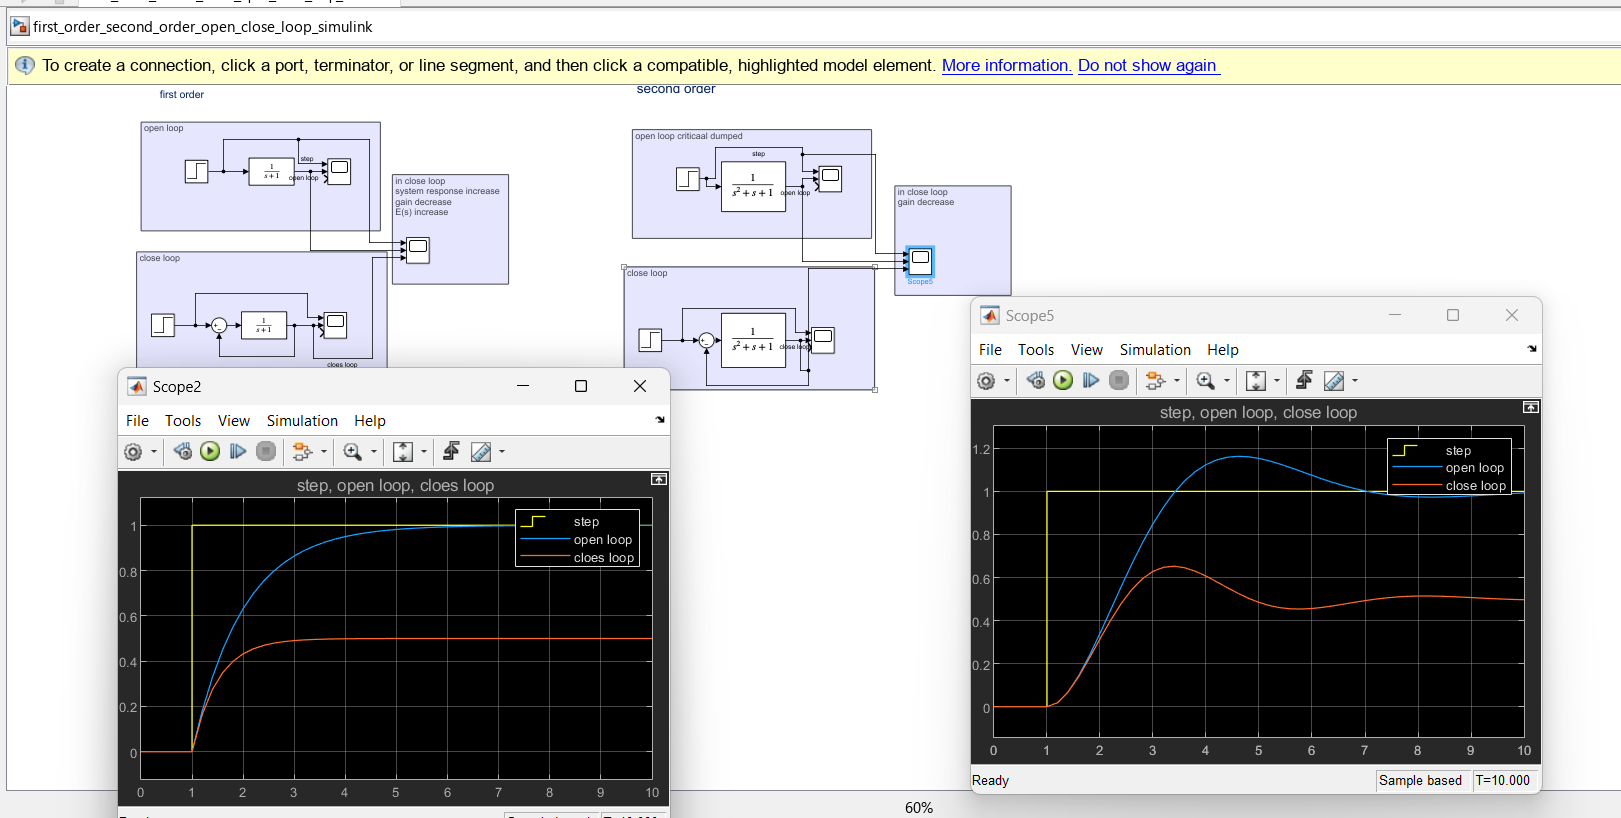 first_order_second_order_open_close_loop_simulink
To create a connection, click a port, terminator, or line segment, and then click a compatible, highlighted model element. More information. Do not show again
first order
second order
open loop
step
1
s+1
open loop
in close loop
system response increase
gain decrease
E(s) increase
close loop
1
s+1
cloes loop
open loop criticaal dumped
step
1
s²+s+1
open loop
in close loop
gain decrease
Scope5
close loop
1
s²+s+1
close loop
Scope2
File Tools View Simulation Help
step, open loop, cloes loop
step
open loop
cloes loop
1
0.8
0.6
0.4
0.2
0
0 1 2 3 4 5 6 7 8 9 10
Scope5
File Tools View Simulation Help
step, open loop, close loop
step
open loop
close loop
1.2
1
0.8
0.6
0.4
0.2
0
0 1 2 3 4 5 6 7 8 9 10
Ready Sample based T=10.000
60%